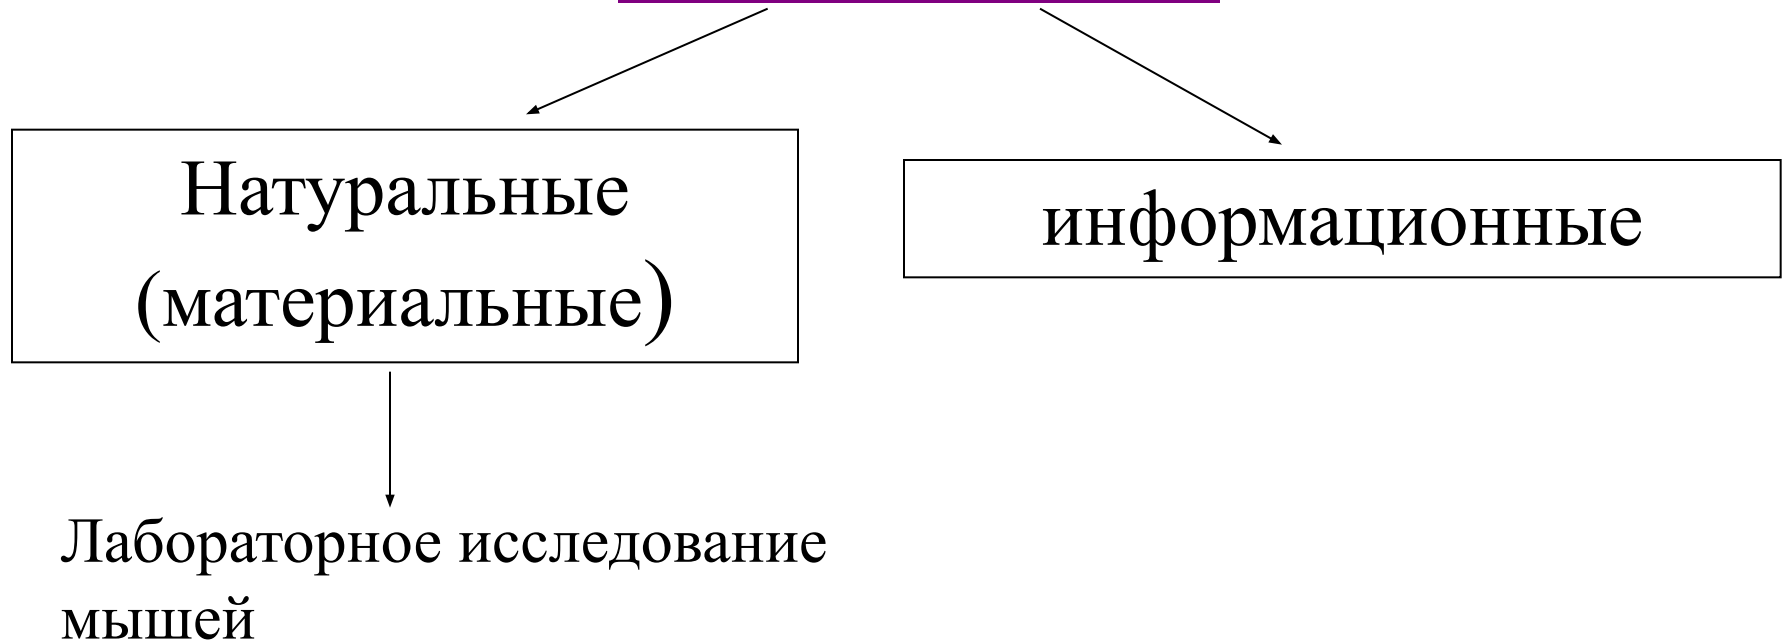 Натуральные
(материальные)
информационные
Лабораторное исследование
мышей